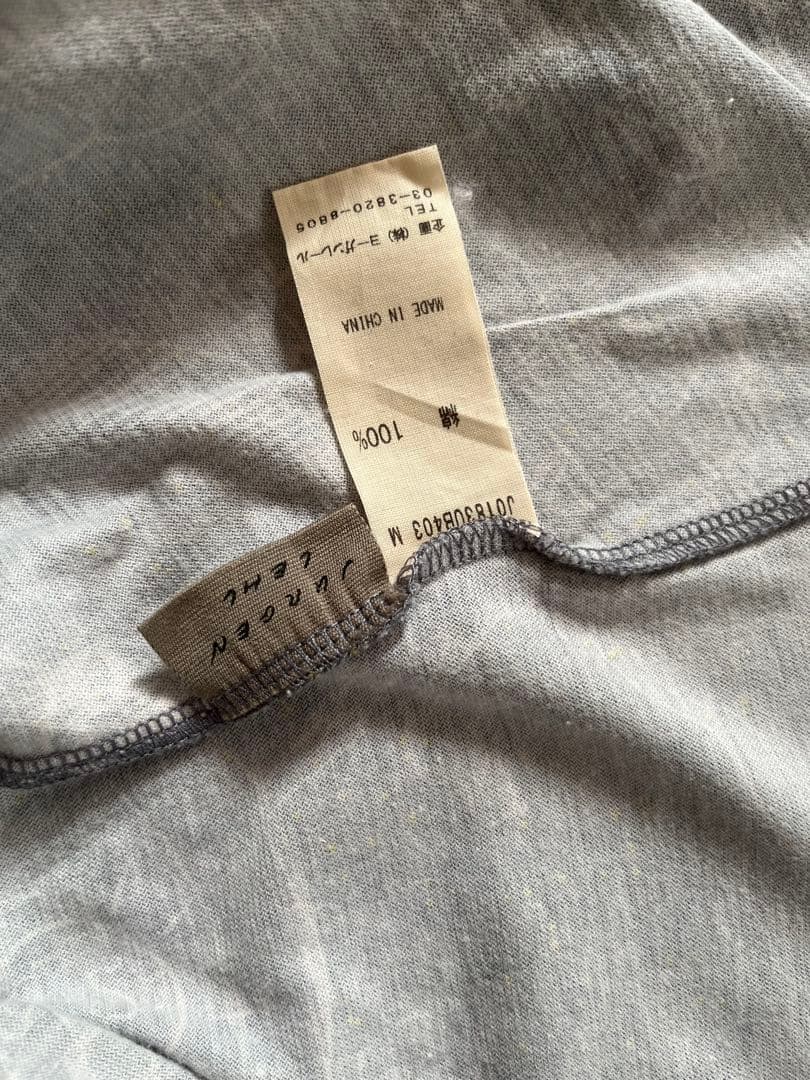 J0183UB403 M
綿 100%
MADE IN CHINA
企画 (株) ヨーガンレール
TEL
03-3820-8805
JURGEN
LEHL